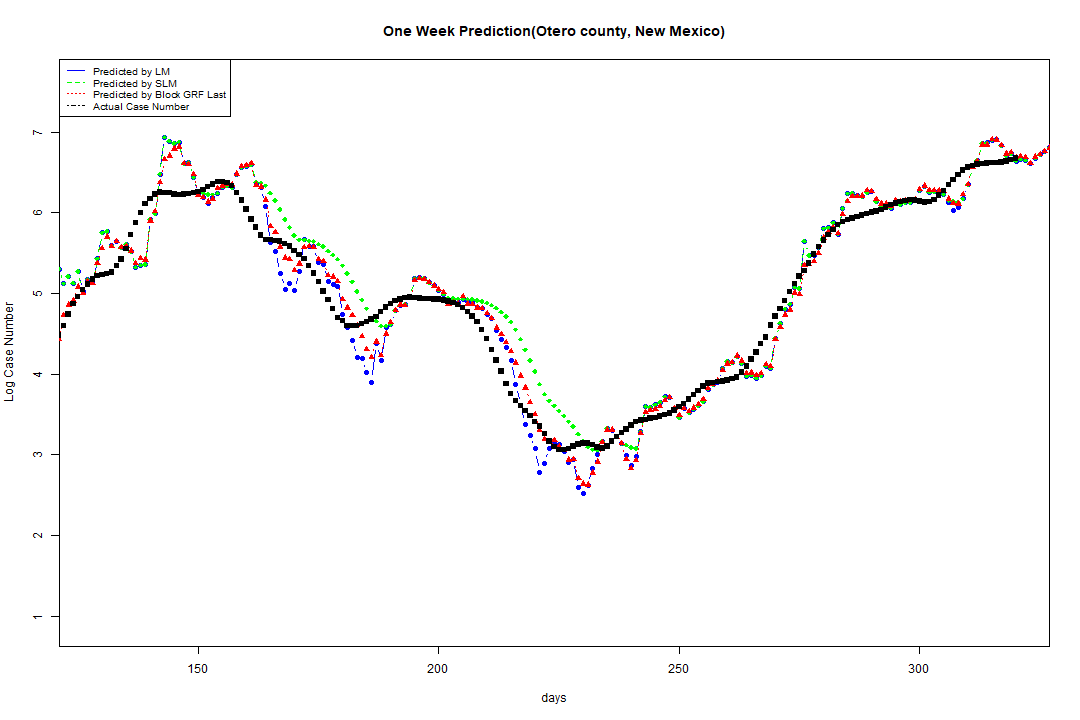 One Week Prediction(Otero county, New Mexico)
Predicted by LM
Predicted by SLM
Predicted by Block GRF Last
Actual Case Number
7
6
5
4
3
2
1
Log Case Number
150
200
250
300
days